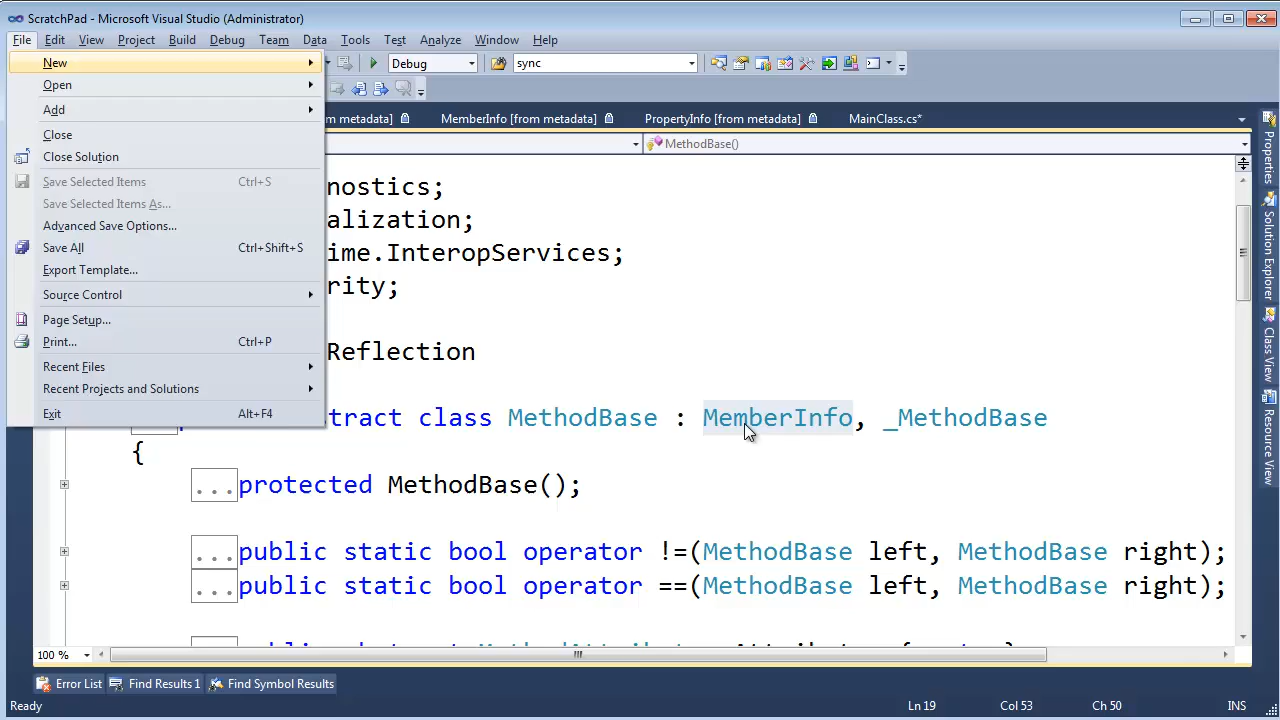 ScratchPad - Microsoft Visual Studio (Administrator)
File Edit View Project Build Debug Team Data Tools Test Analyze Window Help
New Debug sync
Open
m metadata] MemberInfo [from metadata] PropertyInfo [from metadata] MainClass.cs*
Add
Close
MethodBase()
Close Solution
Save Selected Items Ctrl+S
nostics;
Save Selected Items As...
alization;
Advanced Save Options...
Save All Ctrl+Shift+S
ime.InteropServices;
Export Template...
rity;
Source Control
Page Setup...
Print... Ctrl+P
Reflection
Recent Files
Recent Projects and Solutions
Exit Alt+F4
tract class MethodBase : MemberInfo, _MethodBase
{
...protected MethodBase();
...public static bool operator !=(MethodBase left, MethodBase right);
...public static bool operator ==(MethodBase left, MethodBase right);
100 %
Error List Find Results 1 Find Symbol Results
Ready Ln 19 Col 53 Ch 50 INS
Properties
Solution Explorer
Class View
Resource View